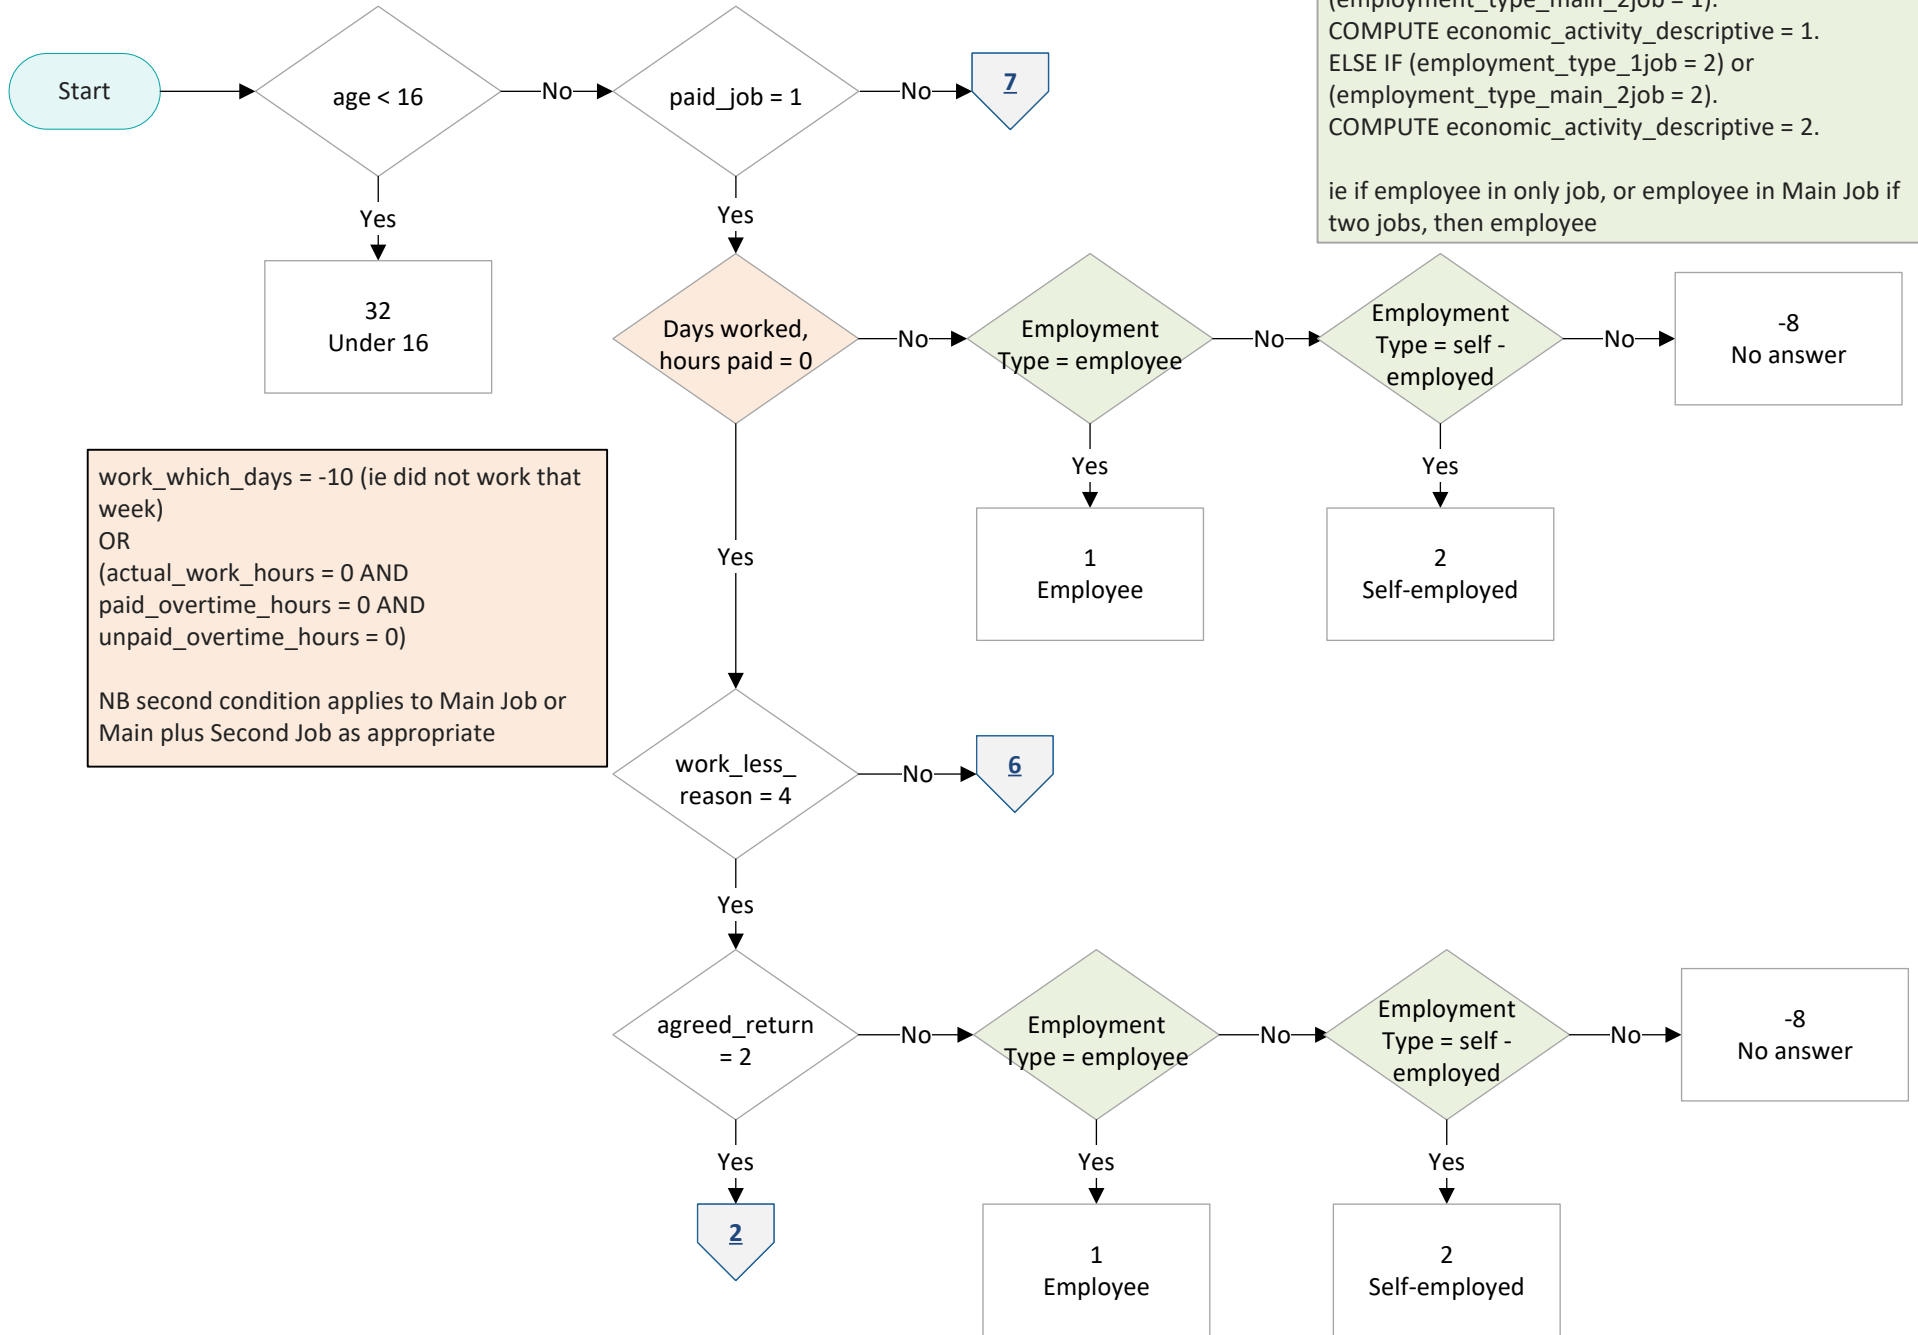 (employment_type_main_2job = 1).
COMPUTE economic_activity_descriptive = 1.
ELSE IF (employment_type_1job = 2) or
(employment_type_main_2job = 2).
COMPUTE economic_activity_descriptive = 2.
ie if employee in only job, or employee in Main Job if
two jobs, then employee
Start
age < 16
No
paid_job = 1
No
7
Yes
Yes
32
Under 16
Days worked,
hours paid = 0
No
Employment
Type = employee
No
Employment
Type = self -
employed
No
-8
No answer
Yes
Yes
Yes
1
Employee
2
Self-employed
work_which_days = -10 (ie did not work that
week)
OR
(actual_work_hours = 0 AND
paid_overtime_hours = 0 AND
unpaid_overtime_hours = 0)
NB second condition applies to Main Job or
Main plus Second Job as appropriate
work_less_
reason = 4
No
6
Yes
agreed_return
= 2
No
Employment
Type = employee
No
Employment
Type = self -
employed
No
-8
No answer
Yes
Yes
Yes
2
1
Employee
2
Self-employed